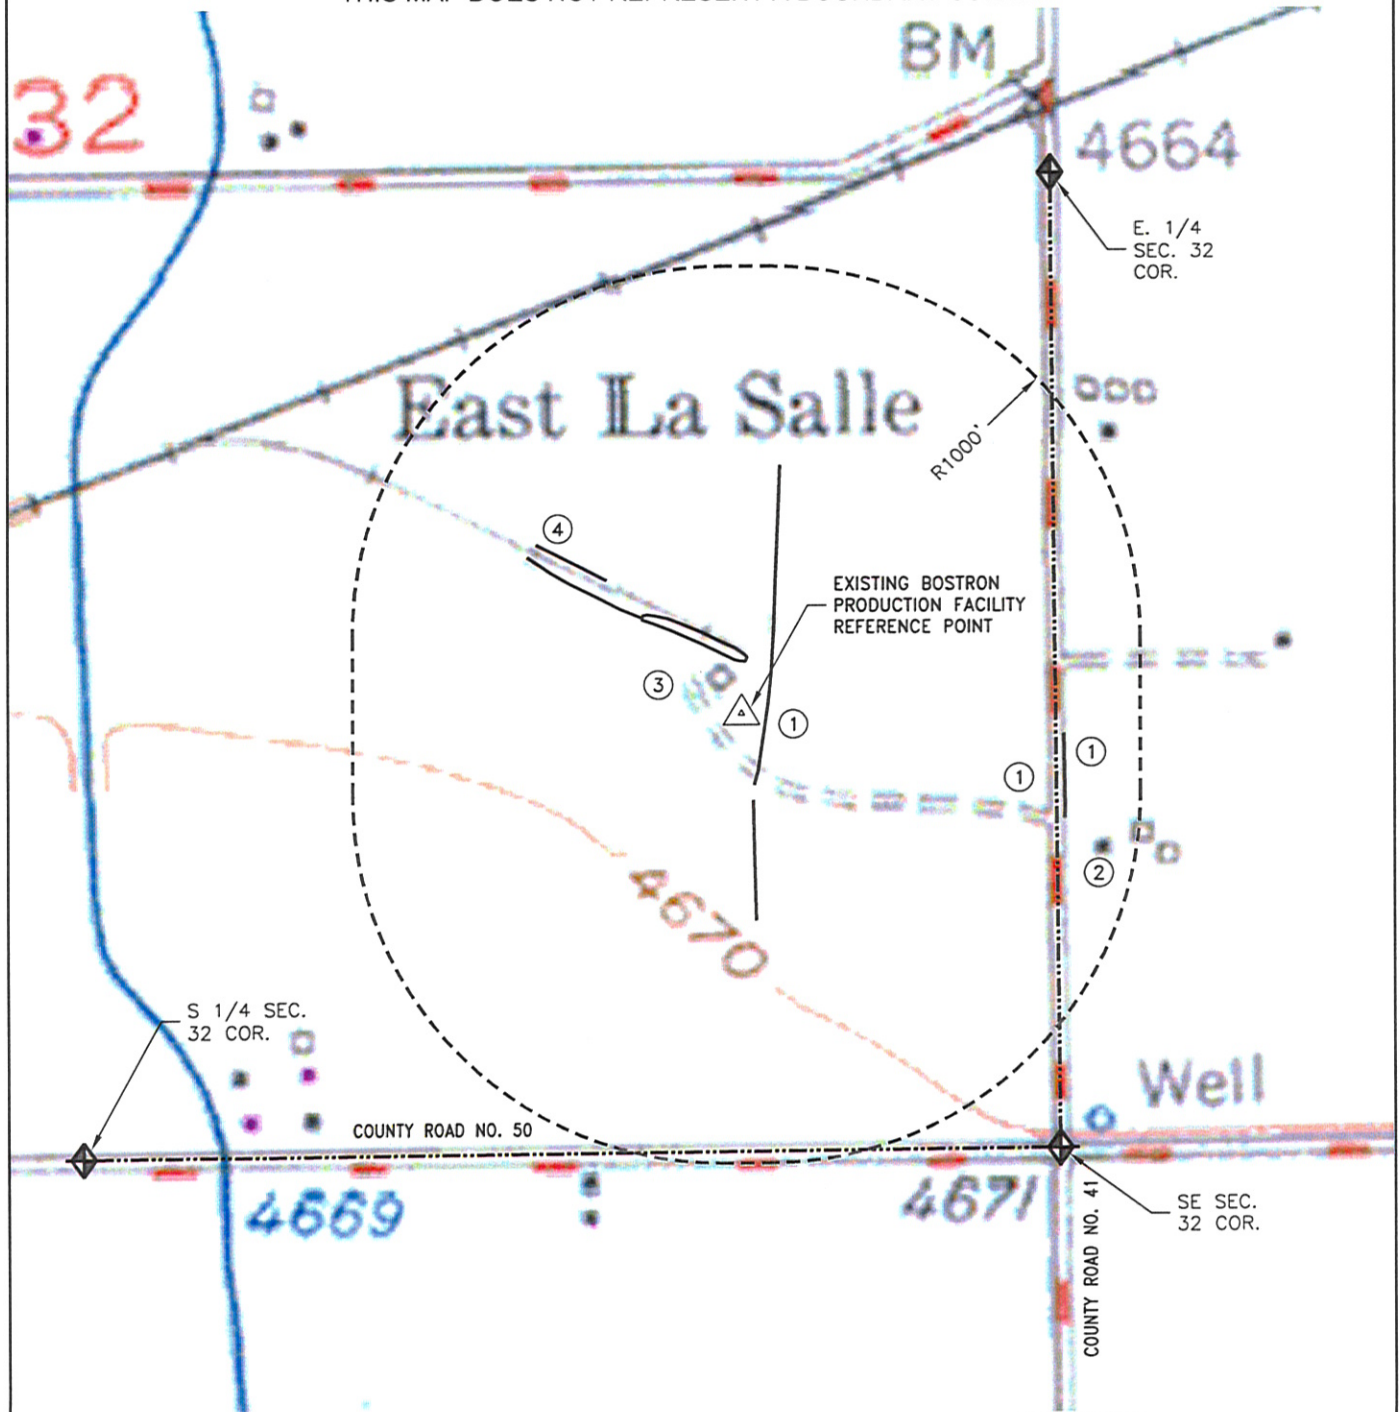 BM
32
4664
E. 1/4
SEC. 32
COR.
East La Salle
R1000'
4
EXISTING BOSTRON
PRODUCTION FACILITY
REFERENCE POINT
3
1
1
1
2
4670
S 1/4 SEC.
32 COR.
Well
COUNTY ROAD NO. 50
4669
4671
COUNTY ROAD NO. 41
SE SEC.
32 COR.